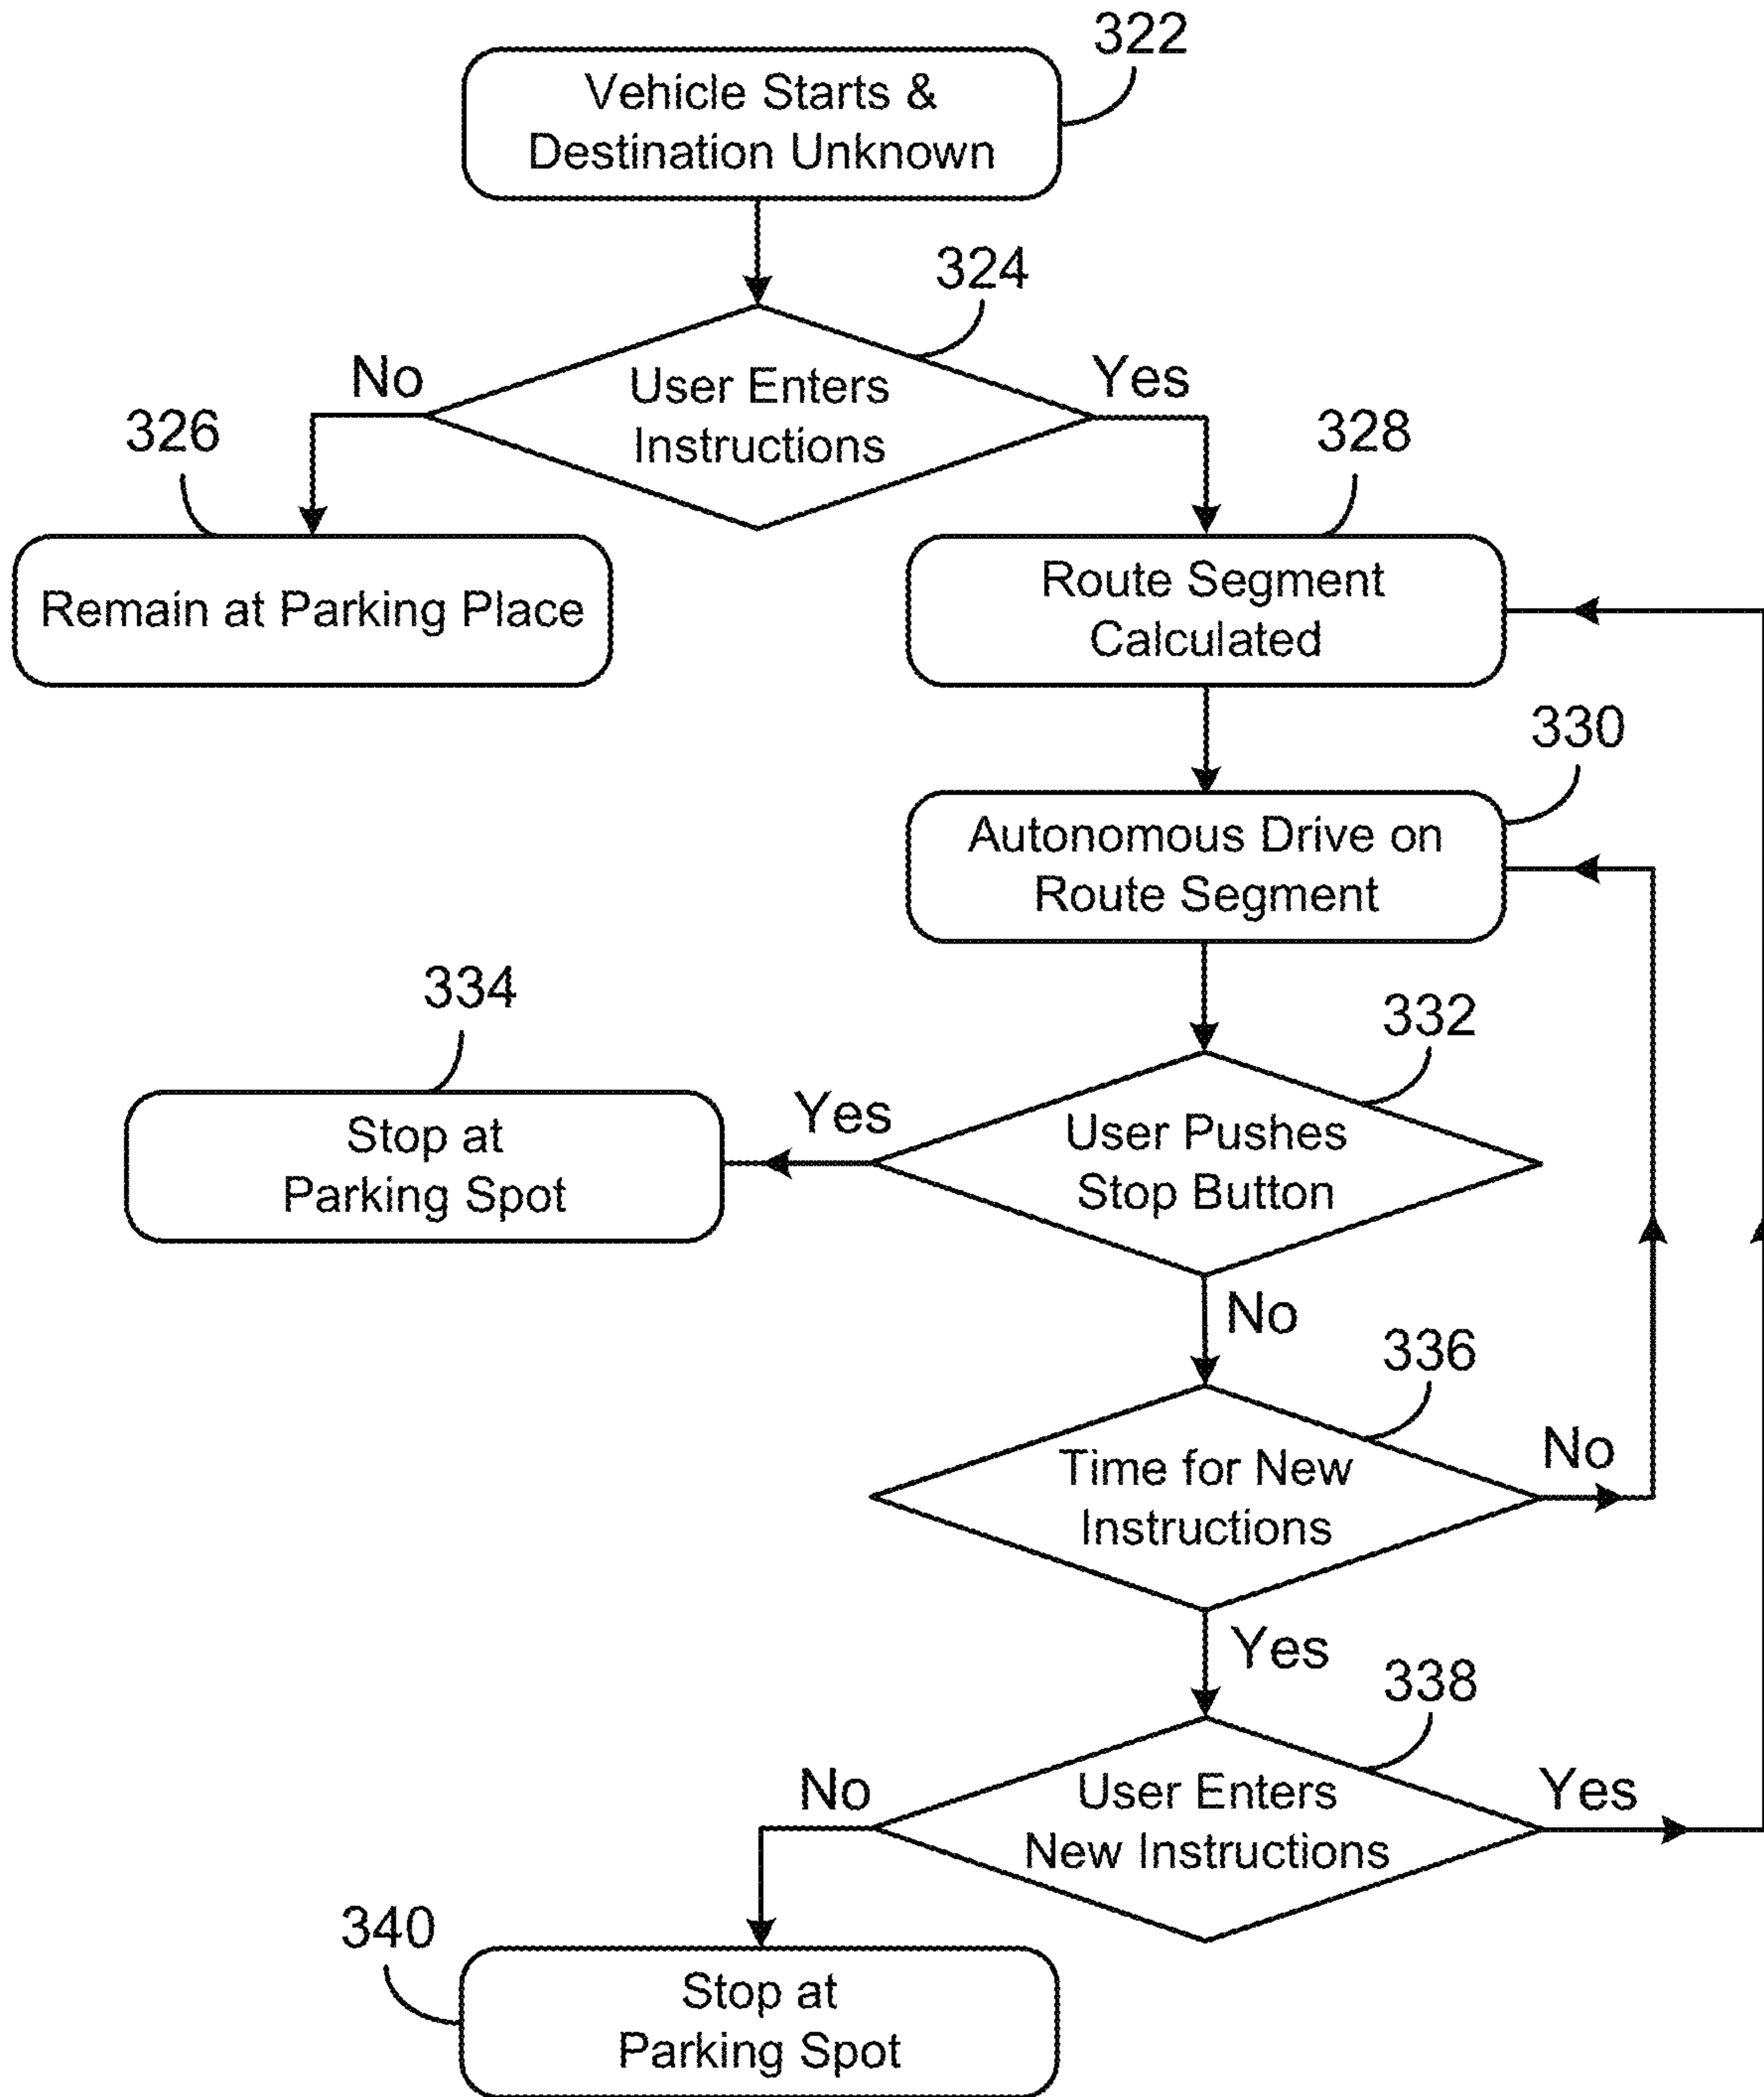 322
Vehicle Starts &
Destination Unknown
324
No
User Enters
Instructions
Yes
326
328
Remain at Parking Place
Route Segment
Calculated
330
Autonomous Drive on
Route Segment
334
332
Stop at
Parking Spot
Yes
User Pushes
Stop Button
No
336
Time for New
Instructions
No
Yes
338
No
User Enters
New Instructions
Yes
340
Stop at
Parking Spot